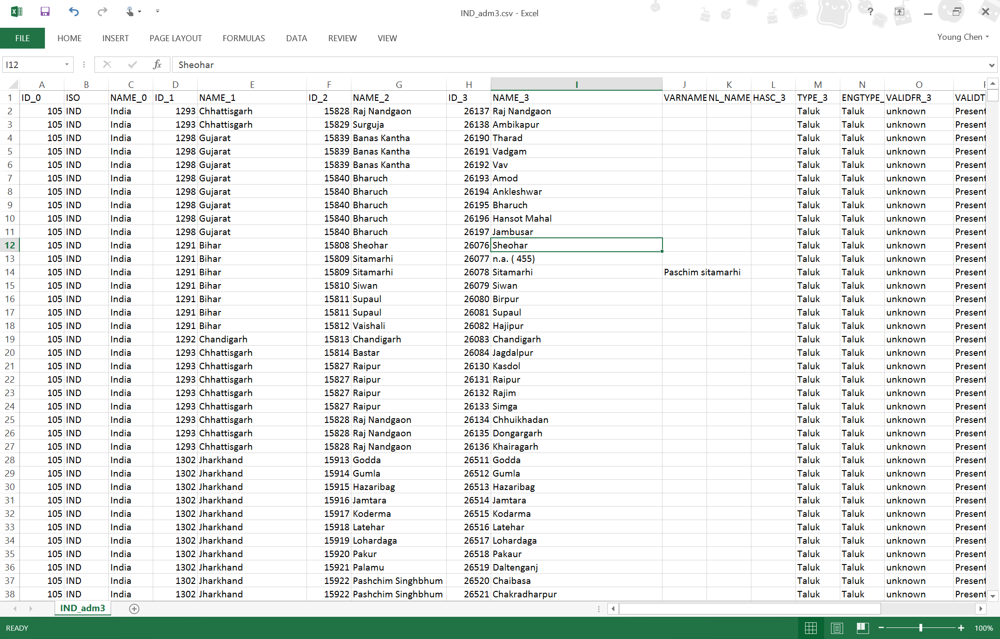 IND_adm3.csv - Excel
?
FILE HOME INSERT PAGE LAYOUT FORMULAS DATA REVIEW VIEW Young Chen
I12 fx Sheohar
A B C D E F G H I J K L M N O
1 ID_0 ISO NAME_0 ID_1 NAME_1 ID_2 NAME_2 ID_3 NAME_3 VARNAME NL_NAME HASC_3 TYPE_3 ENGTYPE_ VALIDFR_3 VALIDT
2 105 IND India 1293 Chhattisgarh 15828 Raj Nandgaon 26137 Raj Nandgaon Taluk Taluk unknown Present
3 105 IND India 1293 Chhattisgarh 15829 Surguja 26138 Ambikapur Taluk Taluk unknown Present
4 105 IND India 1298 Gujarat 15839 Banas Kantha 26190 Tharad Taluk Taluk unknown Present
5 105 IND India 1298 Gujarat 15839 Banas Kantha 26191 Vadgam Taluk Taluk unknown Present
6 105 IND India 1298 Gujarat 15839 Banas Kantha 26192 Vav Taluk Taluk unknown Present
7 105 IND India 1298 Gujarat 15840 Bharuch 26193 Amod Taluk Taluk unknown Present
8 105 IND India 1298 Gujarat 15840 Bharuch 26194 Ankleshwar Taluk Taluk unknown Present
9 105 IND India 1298 Gujarat 15840 Bharuch 26195 Bharuch Taluk Taluk unknown Present
10 105 IND India 1298 Gujarat 15840 Bharuch 26196 Hansot Mahal Taluk Taluk unknown Present
11 105 IND India 1298 Gujarat 15840 Bharuch 26197 Jambusar Taluk Taluk unknown Present
12 105 IND India 1291 Bihar 15808 Sheohar 26076 Sheohar Taluk Taluk unknown Present
13 105 IND India 1291 Bihar 15809 Sitamarhi 26077 n.a. ( 455) Taluk Taluk unknown Present
14 105 IND India 1291 Bihar 15809 Sitamarhi 26078 Sitamarhi Paschim sitamarhi Taluk Taluk unknown Present
15 105 IND India 1291 Bihar 15810 Siwan 26079 Siwan Taluk Taluk unknown Present
16 105 IND India 1291 Bihar 15811 Supaul 26080 Birpur Taluk Taluk unknown Present
17 105 IND India 1291 Bihar 15811 Supaul 26081 Supaul Taluk Taluk unknown Present
18 105 IND India 1291 Bihar 15812 Vaishali 26082 Hajipur Taluk Taluk unknown Present
19 105 IND India 1292 Chandigarh 15813 Chandigarh 26083 Chandigarh Taluk Taluk unknown Present
20 105 IND India 1293 Chhattisgarh 15814 Bastar 26084 Jagdalpur Taluk Taluk unknown Present
21 105 IND India 1293 Chhattisgarh 15827 Raipur 26130 Kasdol Taluk Taluk unknown Present
22 105 IND India 1293 Chhattisgarh 15827 Raipur 26131 Raipur Taluk Taluk unknown Present
23 105 IND India 1293 Chhattisgarh 15827 Raipur 26132 Rajim Taluk Taluk unknown Present
24 105 IND India 1293 Chhattisgarh 15827 Raipur 26133 Simga Taluk Taluk unknown Present
25 105 IND India 1293 Chhattisgarh 15828 Raj Nandgaon 26134 Chhuikhadan Taluk Taluk unknown Present
26 105 IND India 1293 Chhattisgarh 15828 Raj Nandgaon 26135 Dongargarh Taluk Taluk unknown Present
27 105 IND India 1293 Chhattisgarh 15828 Raj Nandgaon 26136 Khairagarh Taluk Taluk unknown Present
28 105 IND India 1302 Jharkhand 15913 Godda 26511 Godda Taluk Taluk unknown Present
29 105 IND India 1302 Jharkhand 15914 Gumla 26512 Gumla Taluk Taluk unknown Present
30 105 IND India 1302 Jharkhand 15915 Hazaribag 26513 Hazaribag Taluk Taluk unknown Present
31 105 IND India 1302 Jharkhand 15916 Jamtara 26514 Jamtara Taluk Taluk unknown Present
32 105 IND India 1302 Jharkhand 15917 Koderma 26515 Kodarma Taluk Taluk unknown Present
33 105 IND India 1302 Jharkhand 15918 Latehar 26516 Latehar Taluk Taluk unknown Present
34 105 IND India 1302 Jharkhand 15919 Lohardaga 26517 Lohardaga Taluk Taluk unknown Present
35 105 IND India 1302 Jharkhand 15920 Pakur 26518 Pakaur Taluk Taluk unknown Present
36 105 IND India 1302 Jharkhand 15921 Palamu 26519 Daltenganj Taluk Taluk unknown Present
37 105 IND India 1302 Jharkhand 15922 Pashchim Singhbhum 26520 Chaibasa Taluk Taluk unknown Present
38 105 IND India 1302 Jharkhand 15922 Pashchim Singhbhum 26521 Chakradharpur Taluk Taluk unknown Present
IND_adm3
READY 100%